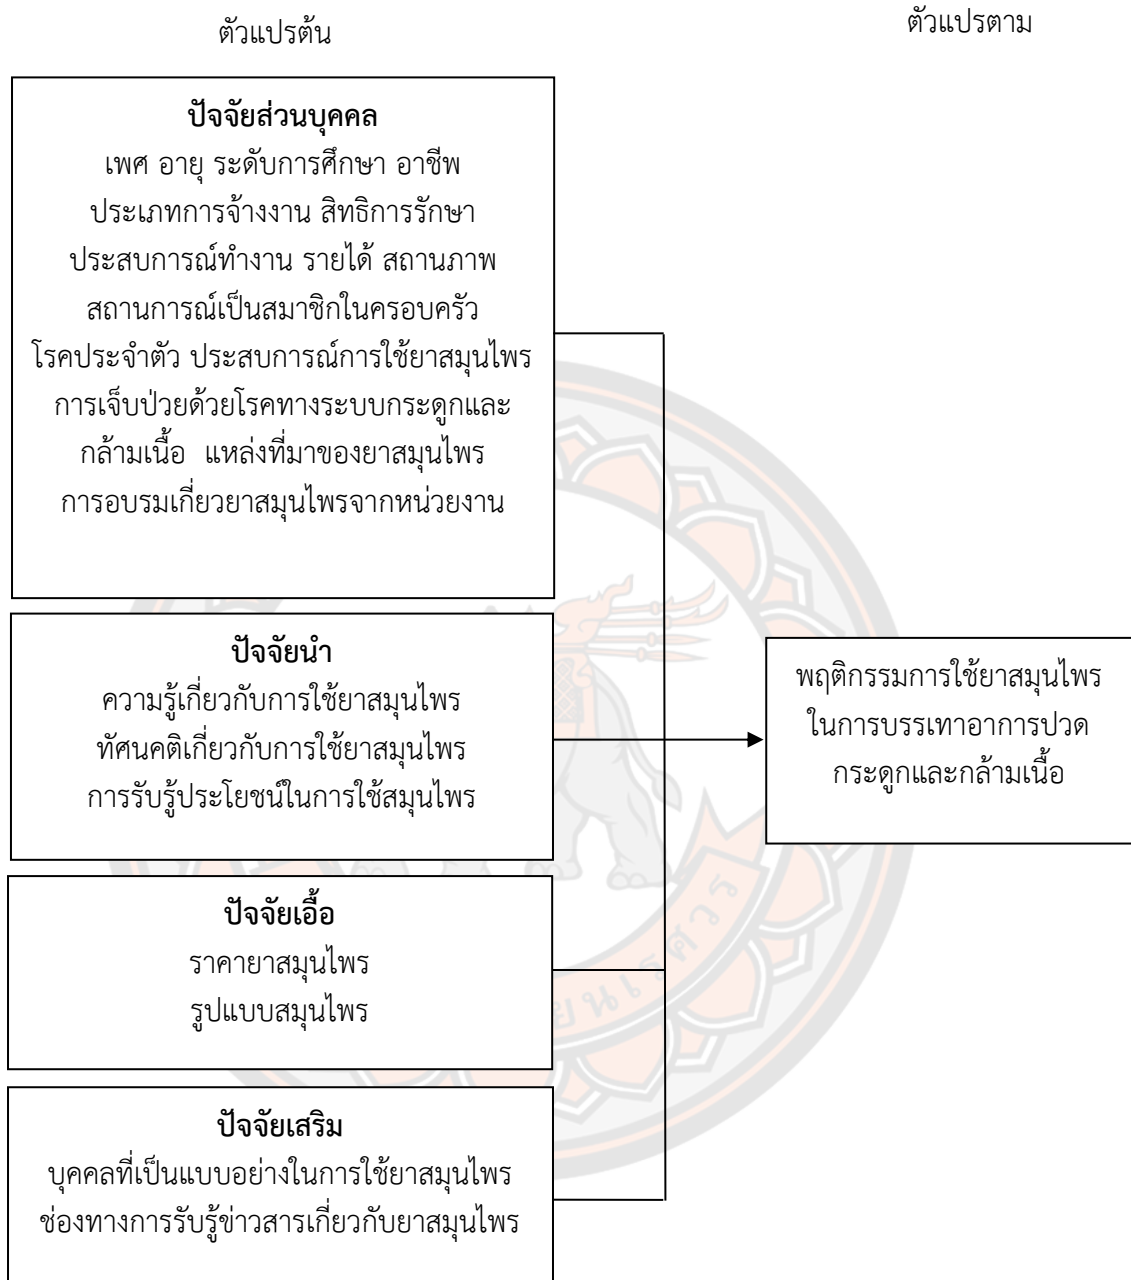 ตัวแปรต้น
ตัวแปรตาม
ปัจจัยส่วนบุคคล
เพศ อายุ ระดับการศึกษา อาชีพ
ประเภทการจ้างงาน สิทธิการรักษา
ประสบการณ์ทำงาน รายได้ สถานภาพ
สถานการณ์เป็นสมาชิกในครอบครัว
โรคประจำตัว ประสบการณ์การใช้ยาสมุนไพร
การเจ็บป่วยด้วยโรคทางระบบกระดูกและ
กล้ามเนื้อ แหล่งที่มาของยาสมุนไพร
การอบรมเกี่ยวยาสมุนไพรจากหน่วยงาน
ปัจจัยนำ
ความรู้เกี่ยวกับการใช้ยาสมุนไพร
ทัศนคติเกี่ยวกับการใช้ยาสมุนไพร
การรับรู้ประโยชน์ในการใช้สมุนไพร
พฤติกรรมการใช้ยาสมุนไพร
ในการบรรเทาอาการปวด
กระดูกและกล้ามเนื้อ
ปัจจัยเอื้อ
ราคายาสมุนไพร
รูปแบบสมุนไพร
ปัจจัยเสริม
บุคคลที่เป็นแบบอย่างในการใช้ยาสมุนไพร
ช่องทางการรับรู้ข่าวสารเกี่ยวกับยาสมุนไพร